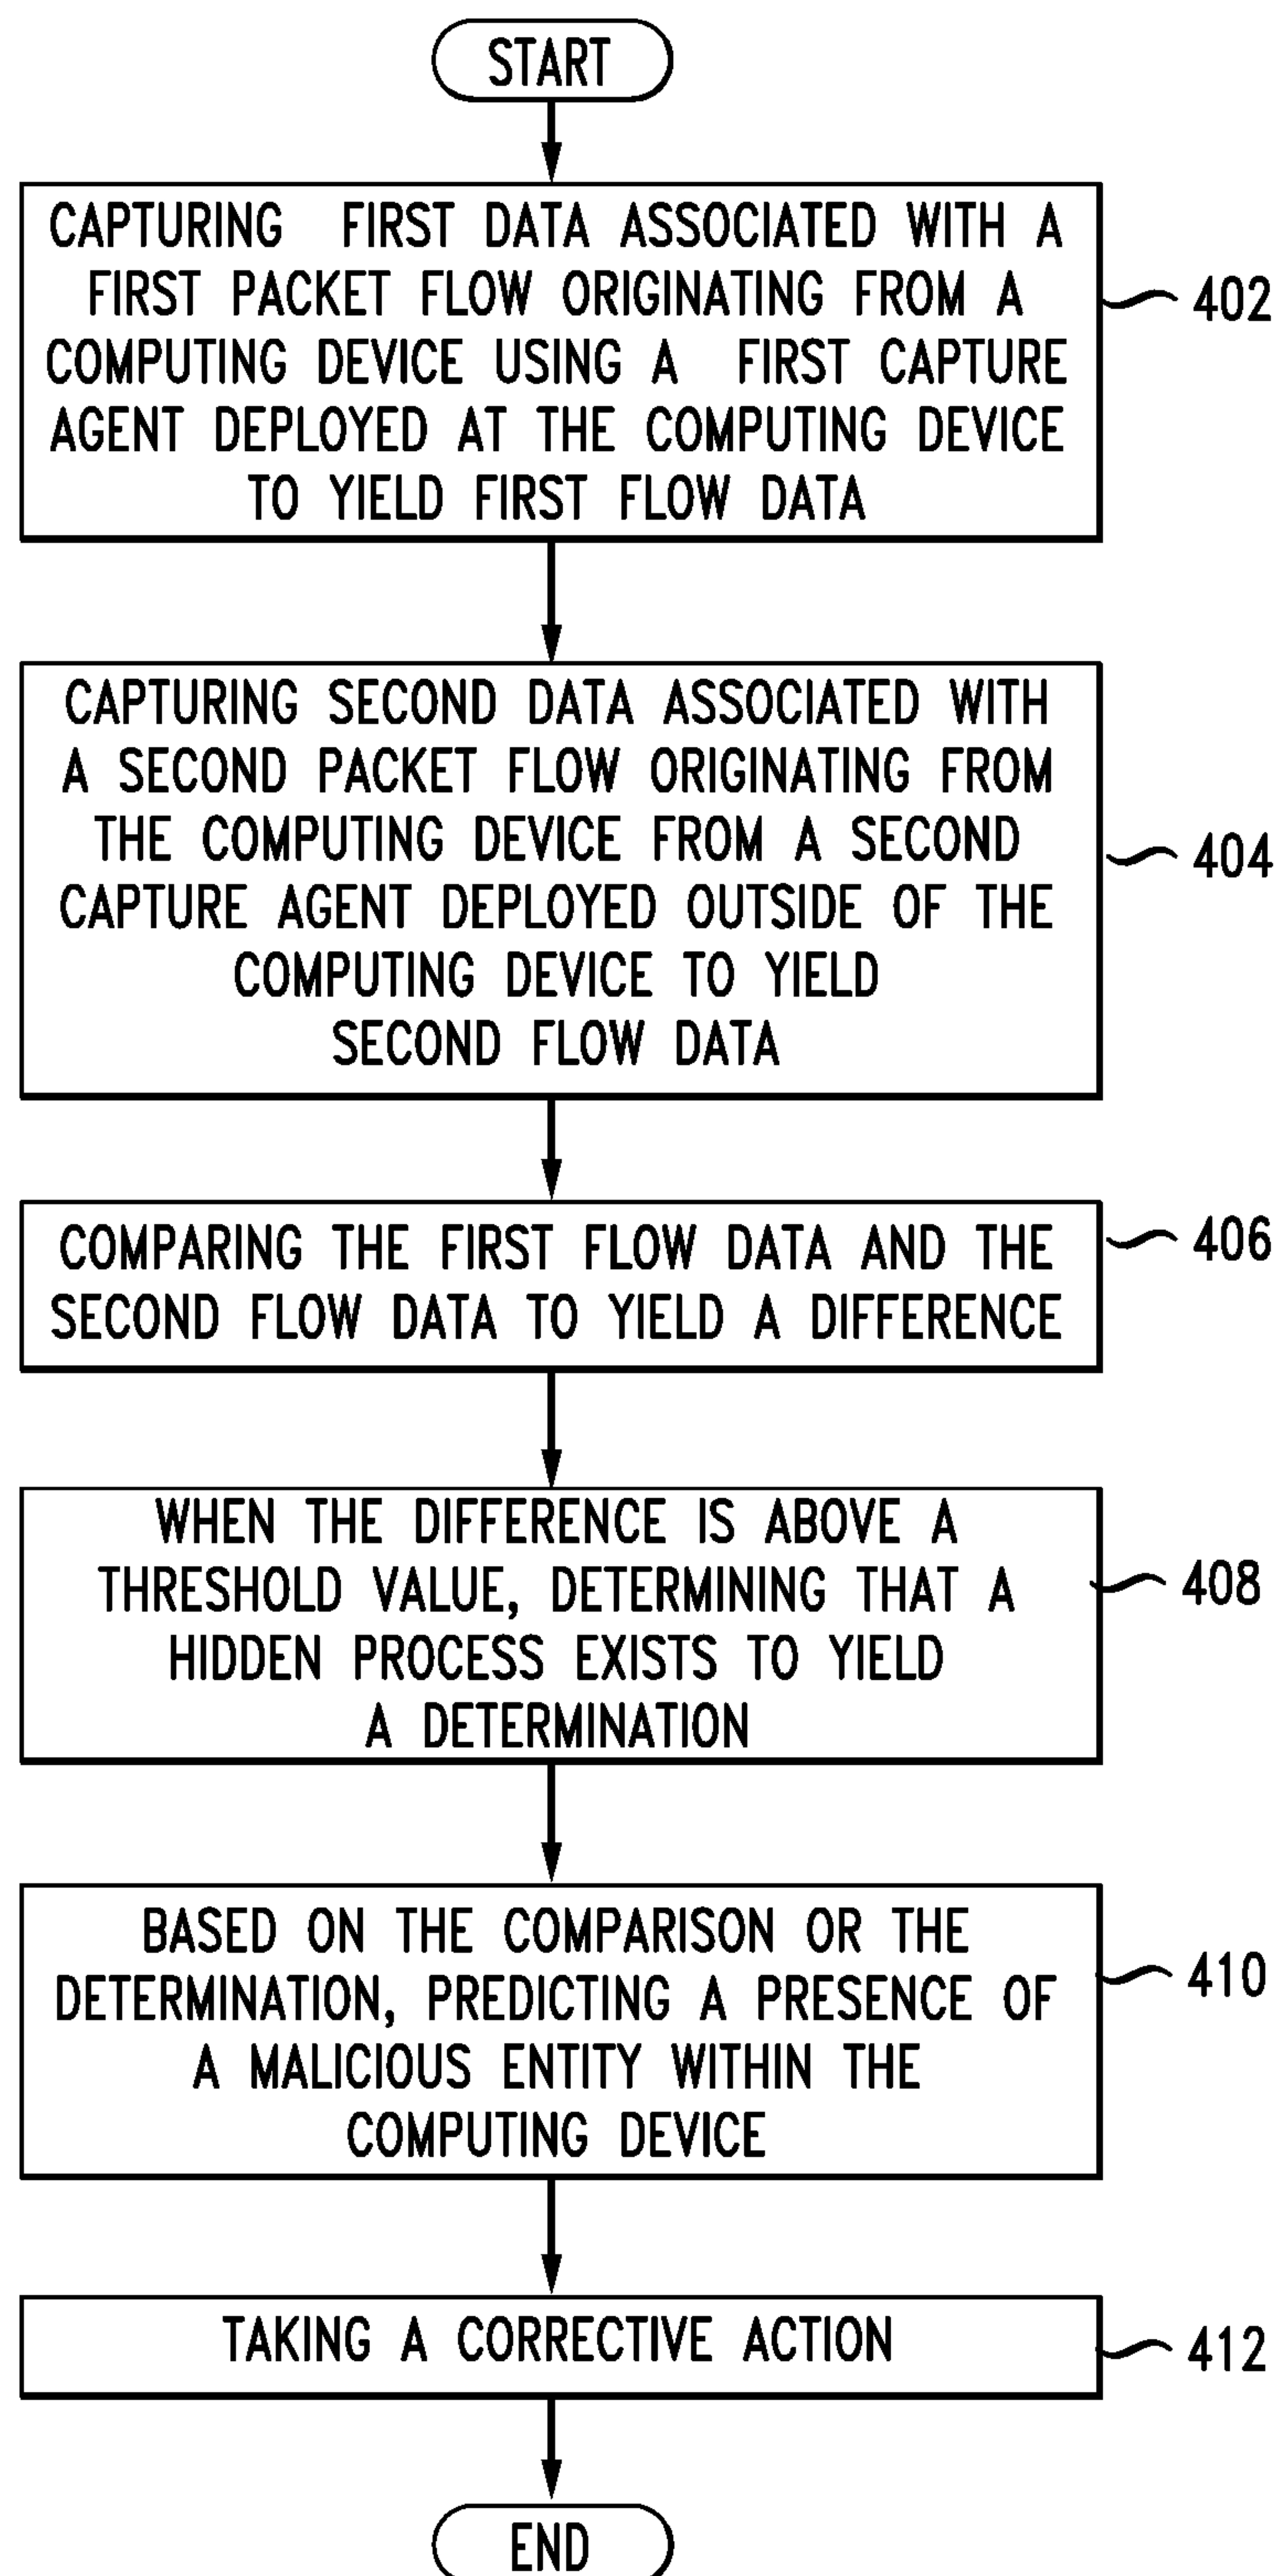 START
CAPTURING FIRST DATA ASSOCIATED WITH A
FIRST PACKET FLOW ORIGINATING FROM A
COMPUTING DEVICE USING A FIRST CAPTURE
AGENT DEPLOYED AT THE COMPUTING DEVICE
TO YIELD FIRST FLOW DATA
402
CAPTURING SECOND DATA ASSOCIATED WITH
A SECOND PACKET FLOW ORIGINATING FROM
THE COMPUTING DEVICE FROM A SECOND
CAPTURE AGENT DEPLOYED OUTSIDE OF THE
COMPUTING DEVICE TO YIELD
SECOND FLOW DATA
404
COMPARING THE FIRST FLOW DATA AND THE
SECOND FLOW DATA TO YIELD A DIFFERENCE
406
WHEN THE DIFFERENCE IS ABOVE A
THRESHOLD VALUE, DETERMINING THAT A
HIDDEN PROCESS EXISTS TO YIELD
A DETERMINATION
408
BASED ON THE COMPARISON OR THE
DETERMINATION, PREDICTING A PRESENCE OF
A MALICIOUS ENTITY WITHIN THE
COMPUTING DEVICE
410
TAKING A CORRECTIVE ACTION
412
END